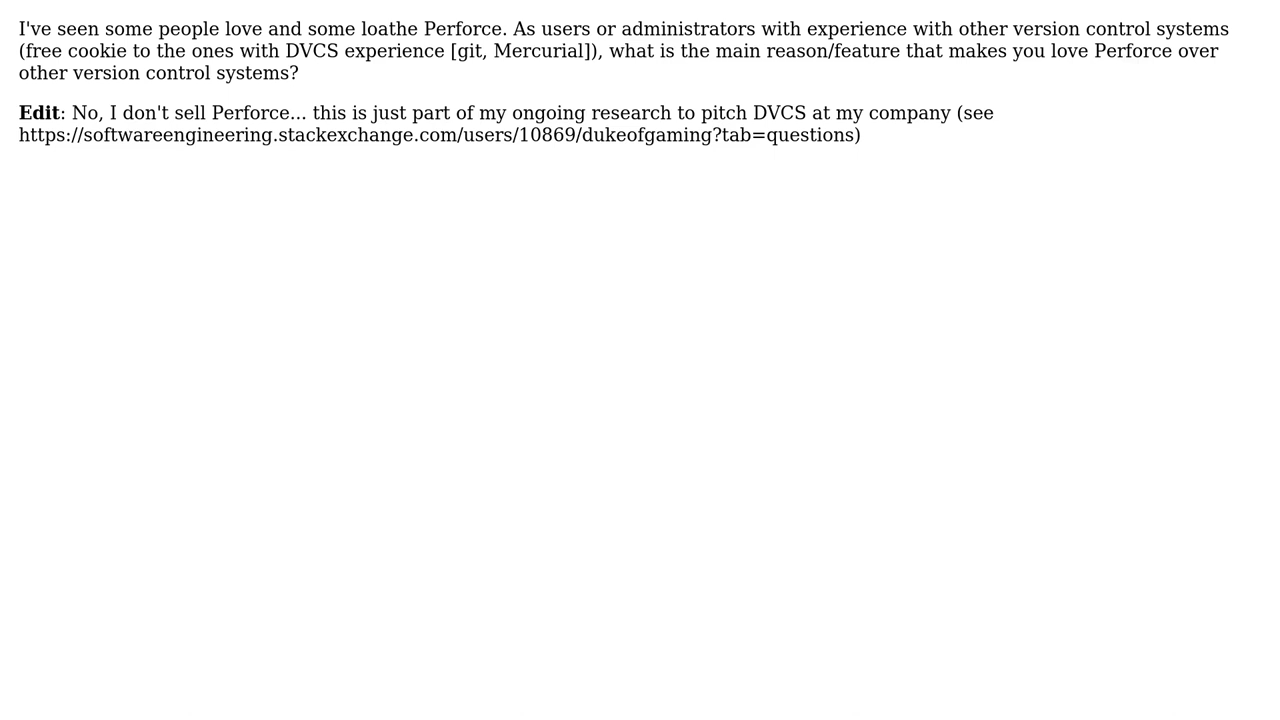 I've seen some people love and some loathe Perforce. As users or administrators with experience with other version control systems
(free cookie to the ones with DVCS experience [git, Mercurial]), what is the main reason/feature that makes you love Perforce over
other version control systems?
Edit: No, I don't sell Perforce... this is just part of my ongoing research to pitch DVCS at my company (see
https://softwareengineering.stackexchange.com/users/10869/dukeofgaming?tab=questions)